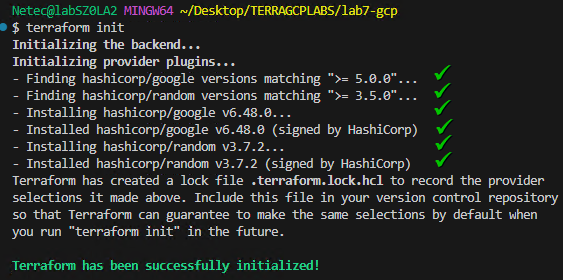 Netec@labSZ0LA2 MINGW64 ~/Desktop/TERRAGCPLABS/lab7-gcp
$ terraform init
Initializing the backend...
Initializing provider plugins...
- Finding hashicorp/google versions matching ">= 5.0.0"...
- Finding hashicorp/random versions matching ">= 3.5.0"...
- Installing hashicorp/google v6.48.0...
- Installed hashicorp/google v6.48.0 (signed by HashiCorp)
- Installing hashicorp/random v3.7.2...
- Installed hashicorp/random v3.7.2 (signed by HashiCorp)
Terraform has created a lock file .terraform.lock.hcl to record the provider
selections it made above. Include this file in your version control repository
so that Terraform can guarantee to make the same selections by default when
you run "terraform init" in the future.
Terraform has been successfully initialized!